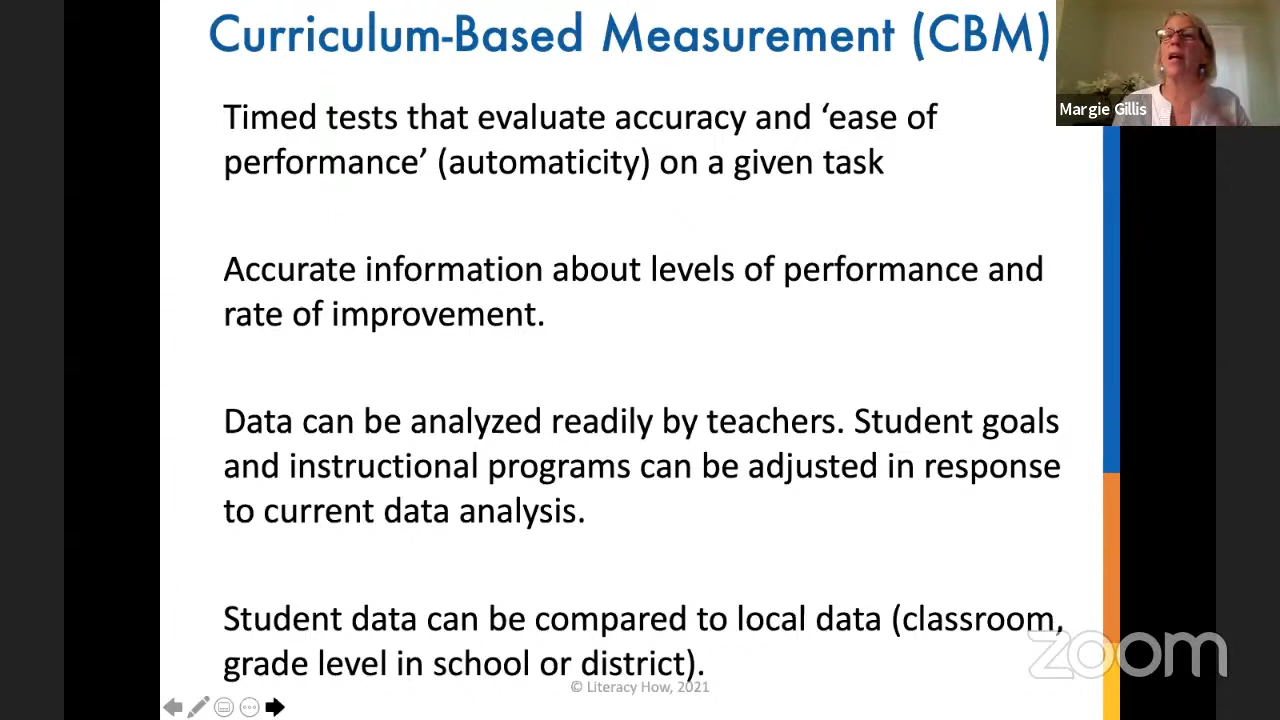 Curriculum-Based Measurement (CBM)
Margie Gillis
Timed tests that evaluate accuracy and ‘ease of
performance’ (automaticity) on a given task
Accurate information about levels of performance and
rate of improvement.
Data can be analyzed readily by teachers. Student goals
and instructional programs can be adjusted in response
to current data analysis.
Student data can be compared to local data (classroom,
grade level in school or district).
zoom
© Literacy How, 2021